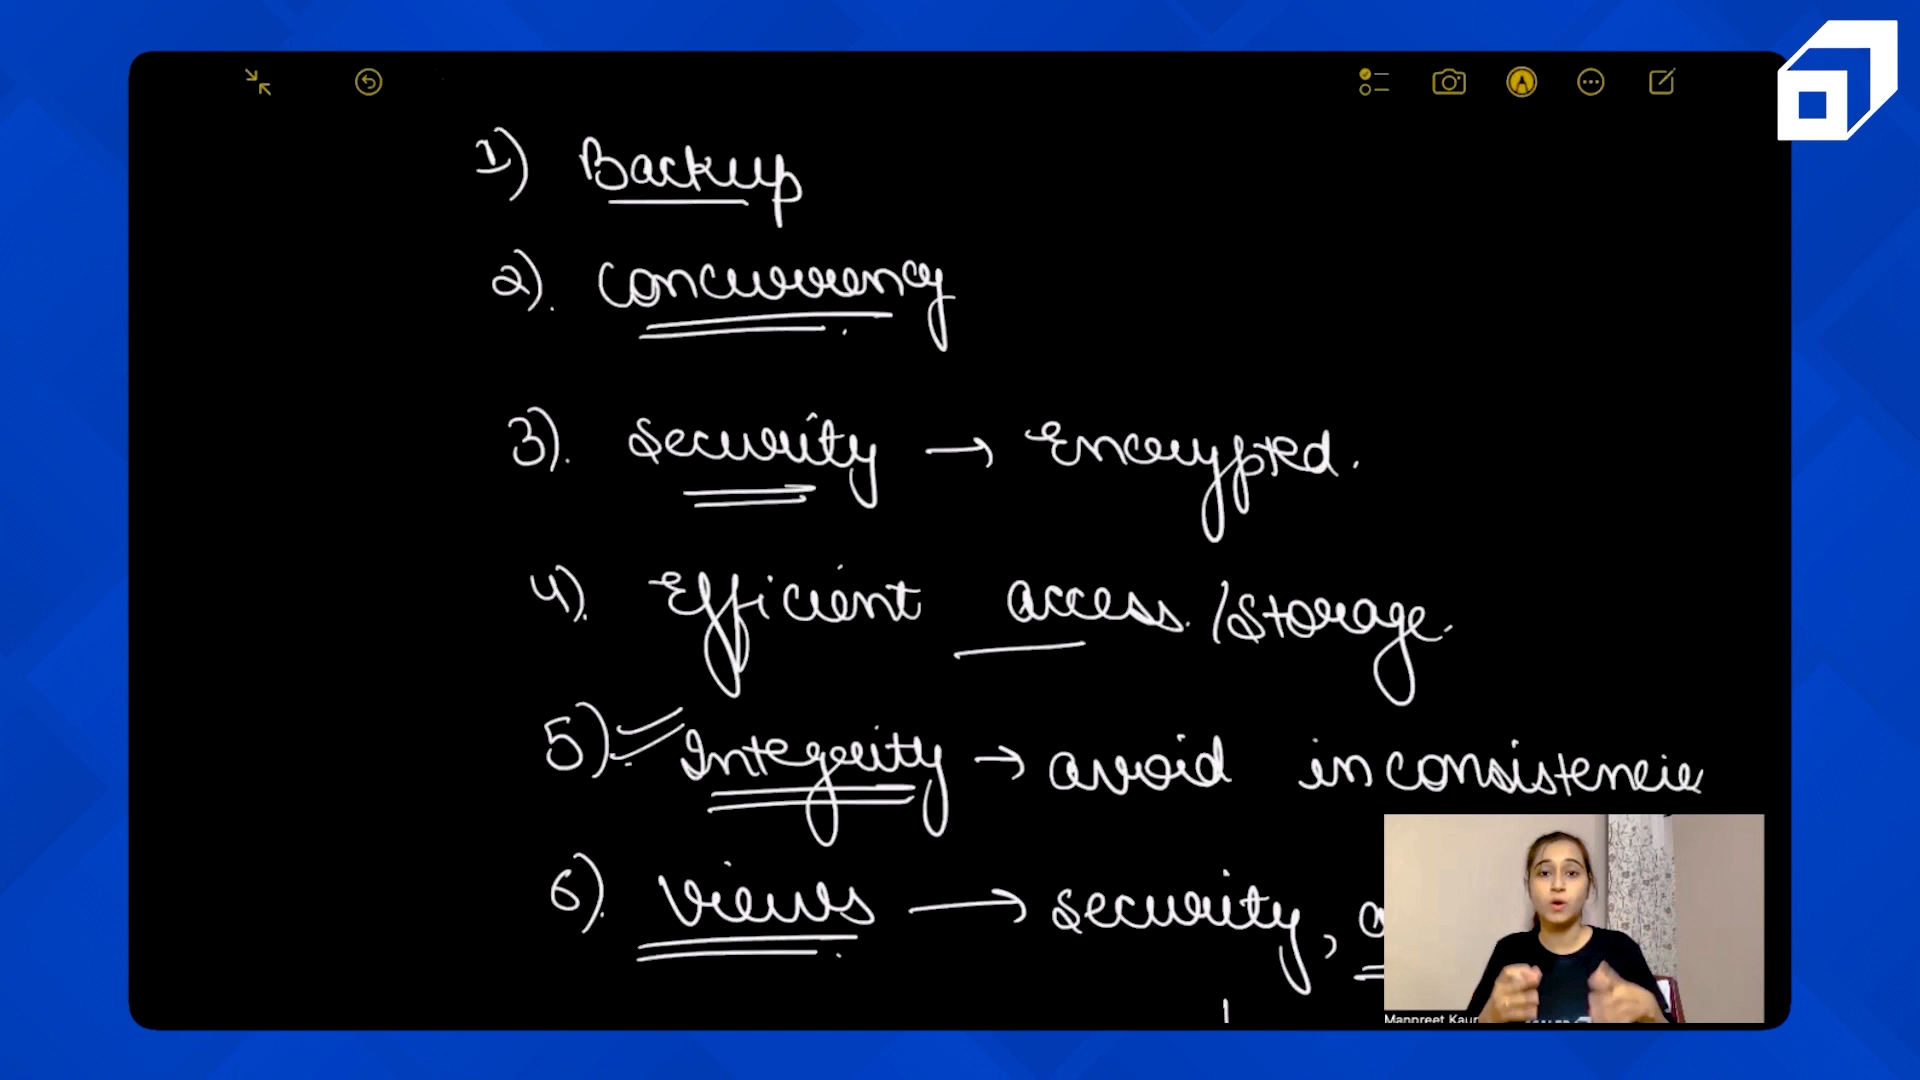 1) Backup
2). Concurrency
3). Security → Encrypted.
4). Efficient access. / Storage.
5) Integrity → avoid inconsistencie
6). Views → security,
Manpreet Kaur